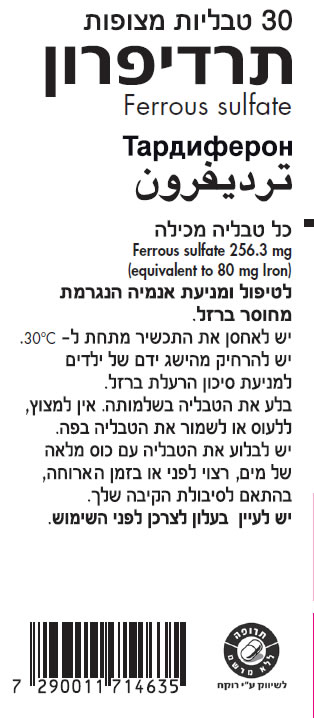 30 טבליות מצופות
תרדיפרון
Ferrous sulfate
Тардиферон
ترديفرون
כל טבליה מכילה
Ferrous sulfate 256.3 mg
(equivalent to 80 mg Iron)
לטיפול ומניעת אנמיה הנגרמת
מחוסר ברזל.
יש לאחסן את התכשיר מתחת ל- 30°C.
יש להרחיק מהישג ידם של ילדים
למניעת סיכון הרעלת ברזל.
בלע את הטבליה בשלמותה. אין למצוץ,
ללעוס או לשמור את הטבליה בפה.
יש לבלוע את הטבליה עם כוס מלאה
של מים, רצוי לפני או בזמן הארוחה,
בהתאם לסיבולת הקיבה שלך.
יש לעיין בעלון לצרכן לפני השימוש.
תרופה
ללא מרשם
לשיווק ע"י רוקח
7 290011 714635